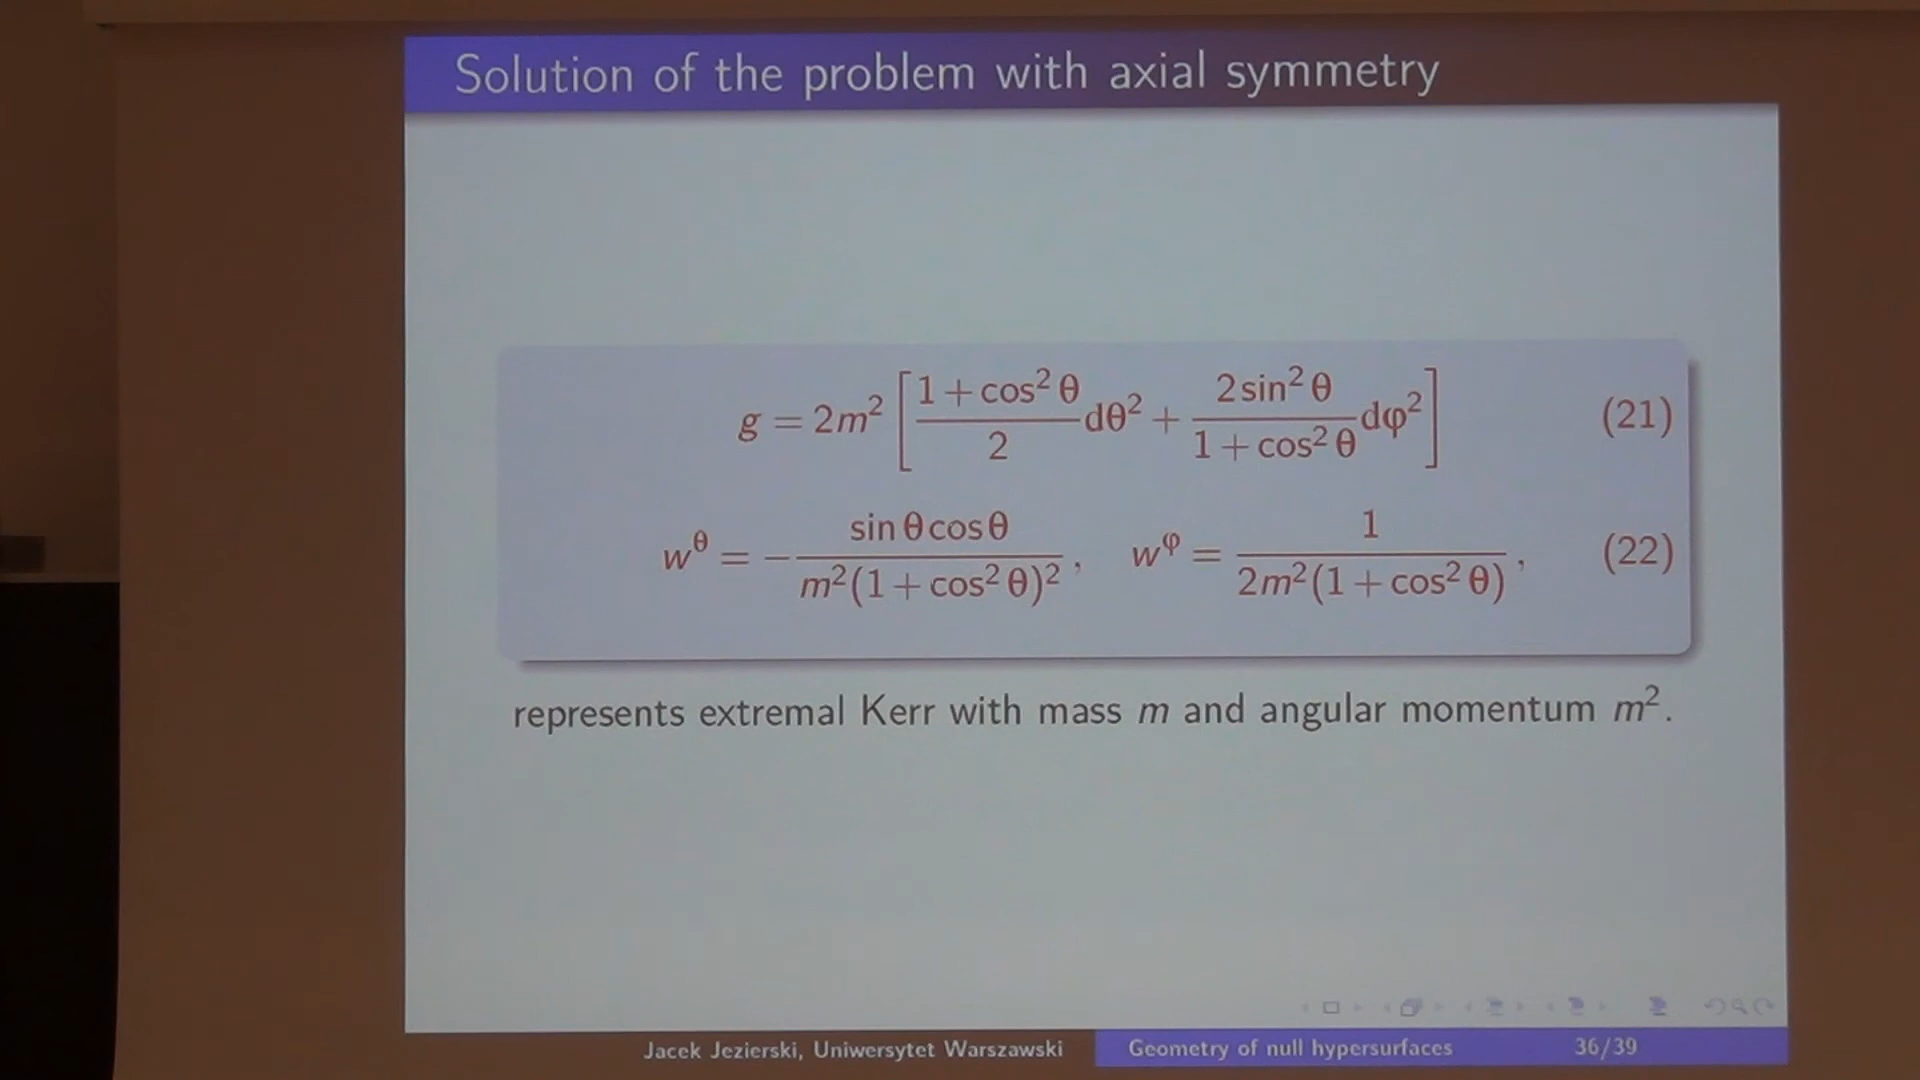 Solution of the problem with axial symmetry
g = 2m² [ (1 + cos² θ)/2 dθ² + (2 sin² θ)/(1 + cos² θ) dφ² ] (21)
w^θ = − (sin θ cos θ)/(m²(1 + cos² θ)²) , w^φ = 1/(2m²(1 + cos² θ)) , (22)
represents extremal Kerr with mass m and angular momentum m².
Jacek Jezierski, Uniwersytet Warszawski Geometry of null hypersurfaces 36/39